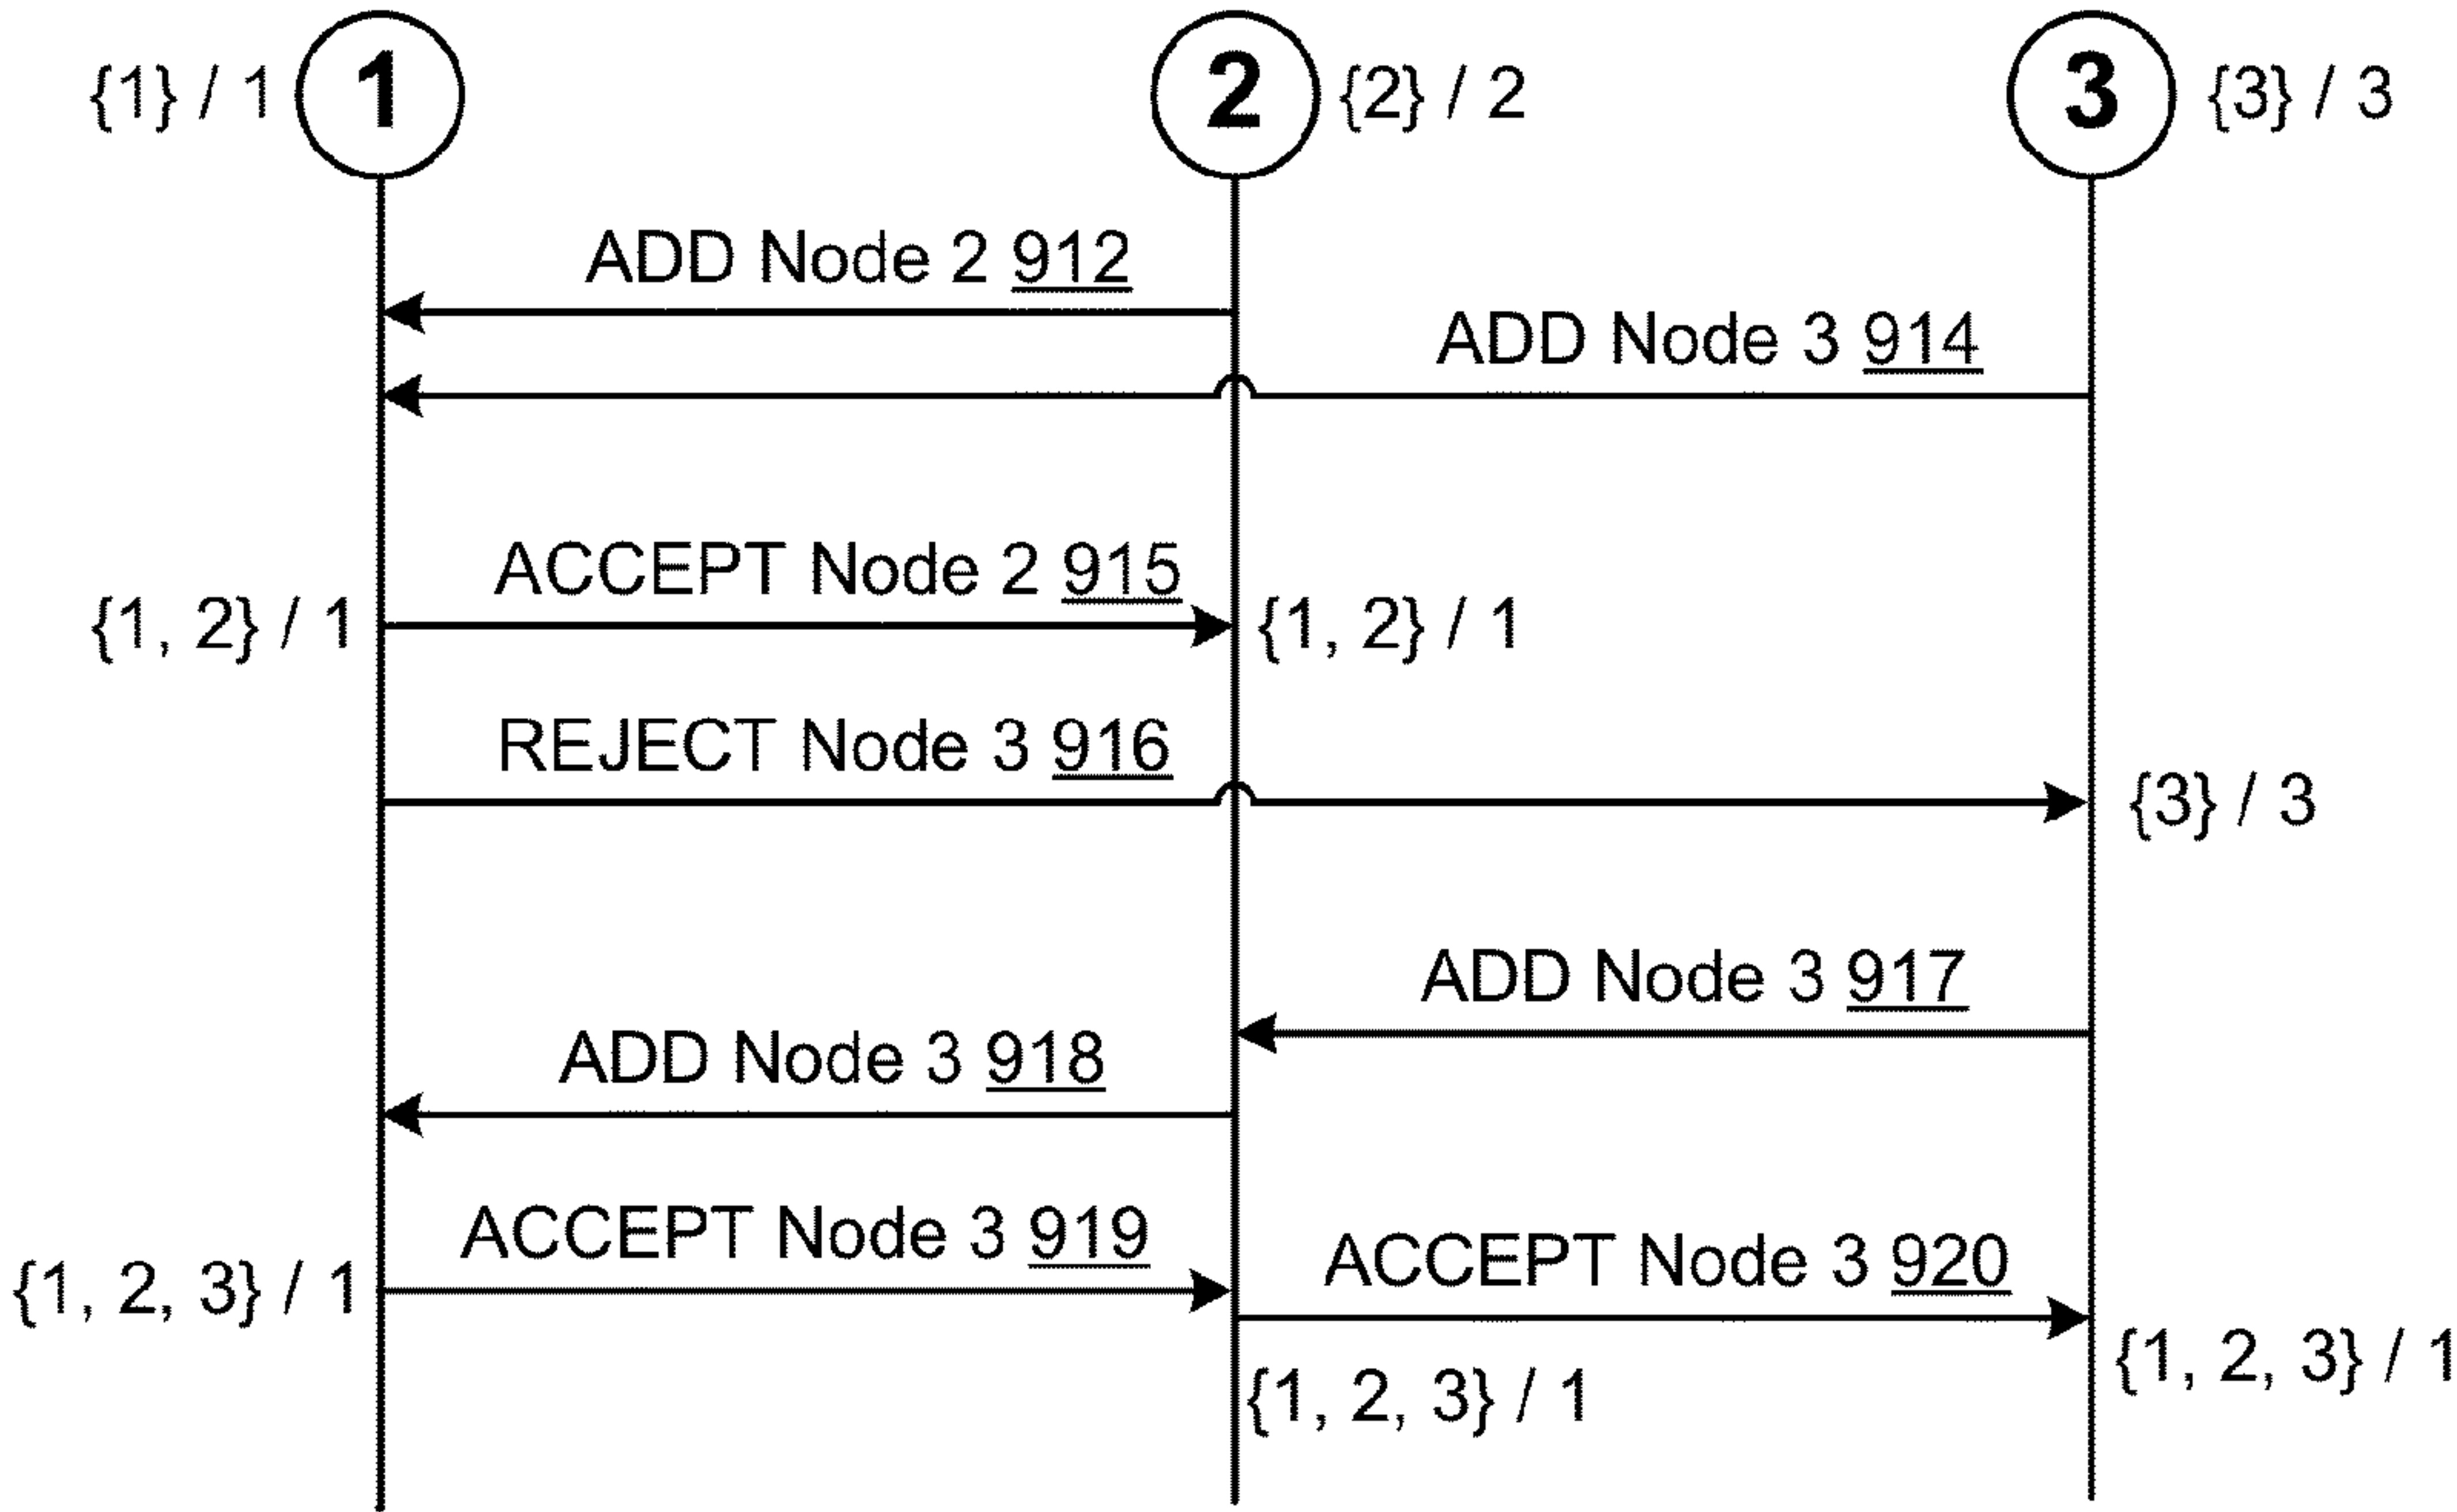 {1} / 1 1 2 {2} / 2 3 {3} / 3
ADD Node 2 912
ADD Node 3 914
ACCEPT Node 2 915
{1, 2} / 1 {1, 2} / 1
REJECT Node 3 916
{3} / 3
ADD Node 3 917
ADD Node 3 918
ACCEPT Node 3 919
ACCEPT Node 3 920
{1, 2, 3} / 1
{1, 2, 3} / 1
{1, 2, 3} / 1